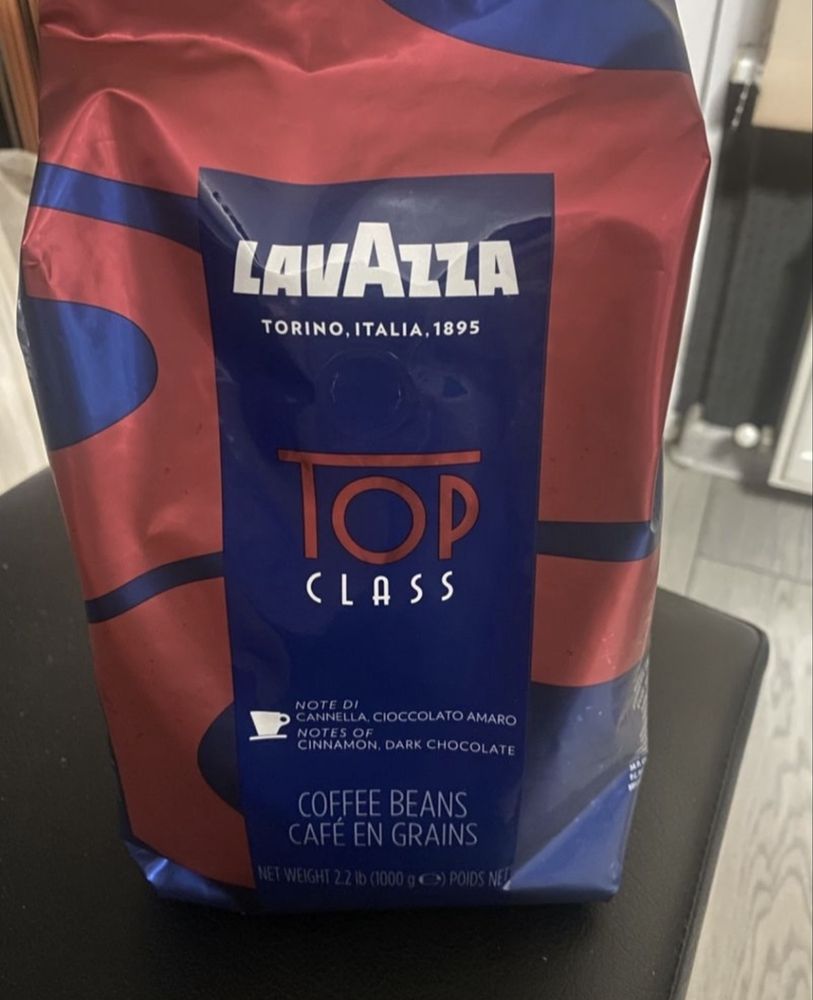 LAVAZZA
TORINO, ITALIA, 1895
TOP
CLASS
NOTE DI
CANNELLA, CIOCCOLATO AMARO
NOTES OF
CINNAMON, DARK CHOCOLATE
COFFEE BEANS
CAFÉ EN GRAINS
NET WEIGHT 2.2 lb (1000 g ℮) POIDS NET